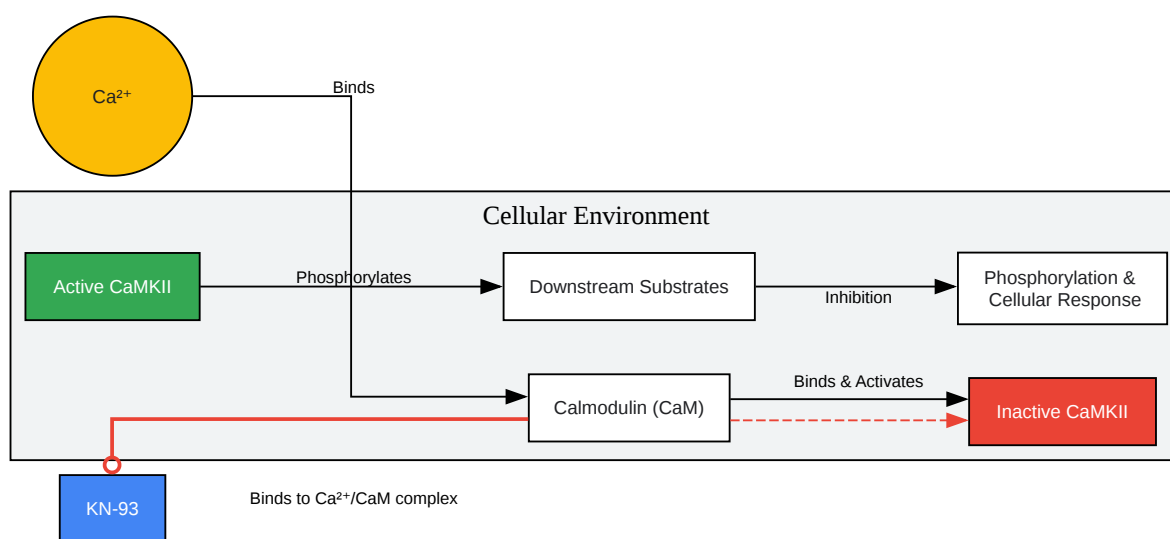 Ca²⁺
Binds
Cellular Environment
Active CaMKII
Phosphorylates
Downstream Substrates
Inhibition
Phosphorylation &
Cellular Response
Calmodulin (CaM)
Binds & Activates
Inactive CaMKII
KN-93
Binds to Ca²⁺/CaM complex